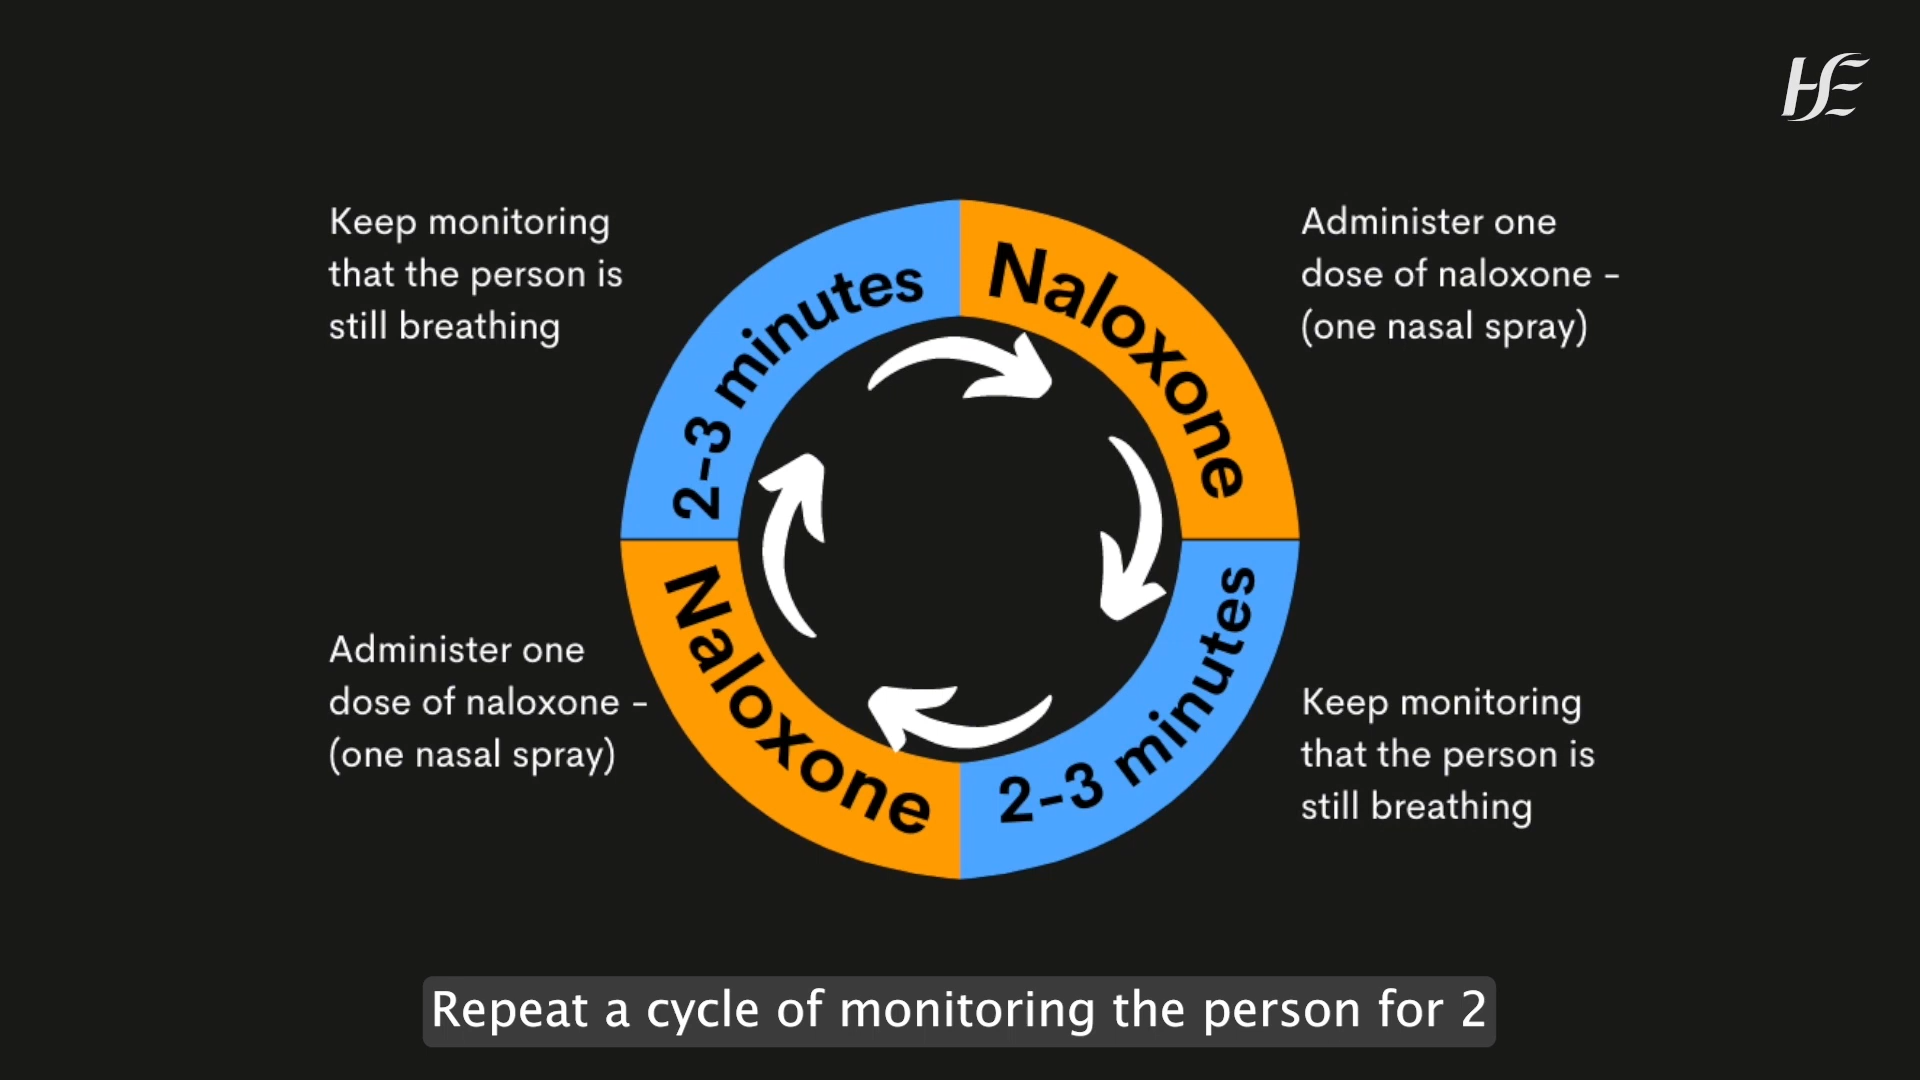 HSE
Keep monitoring
that the person is
still breathing
2-3 minutes
Naloxone
Administer one
dose of naloxone -
(one nasal spray)
Administer one
dose of naloxone -
(one nasal spray)
Naloxone
2-3 minutes
Keep monitoring
that the person is
still breathing
Repeat a cycle of monitoring the person for 2